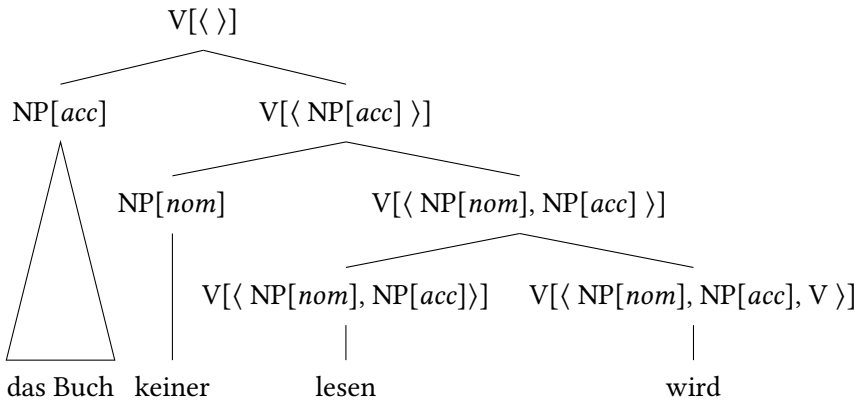 V[⟨ ⟩]
NP[acc] V[⟨ NP[acc] ⟩]
NP[nom] V[⟨ NP[nom], NP[acc] ⟩]
V[⟨ NP[nom], NP[acc]⟩] V[⟨ NP[nom], NP[acc], V ⟩]
das Buch keiner lesen wird